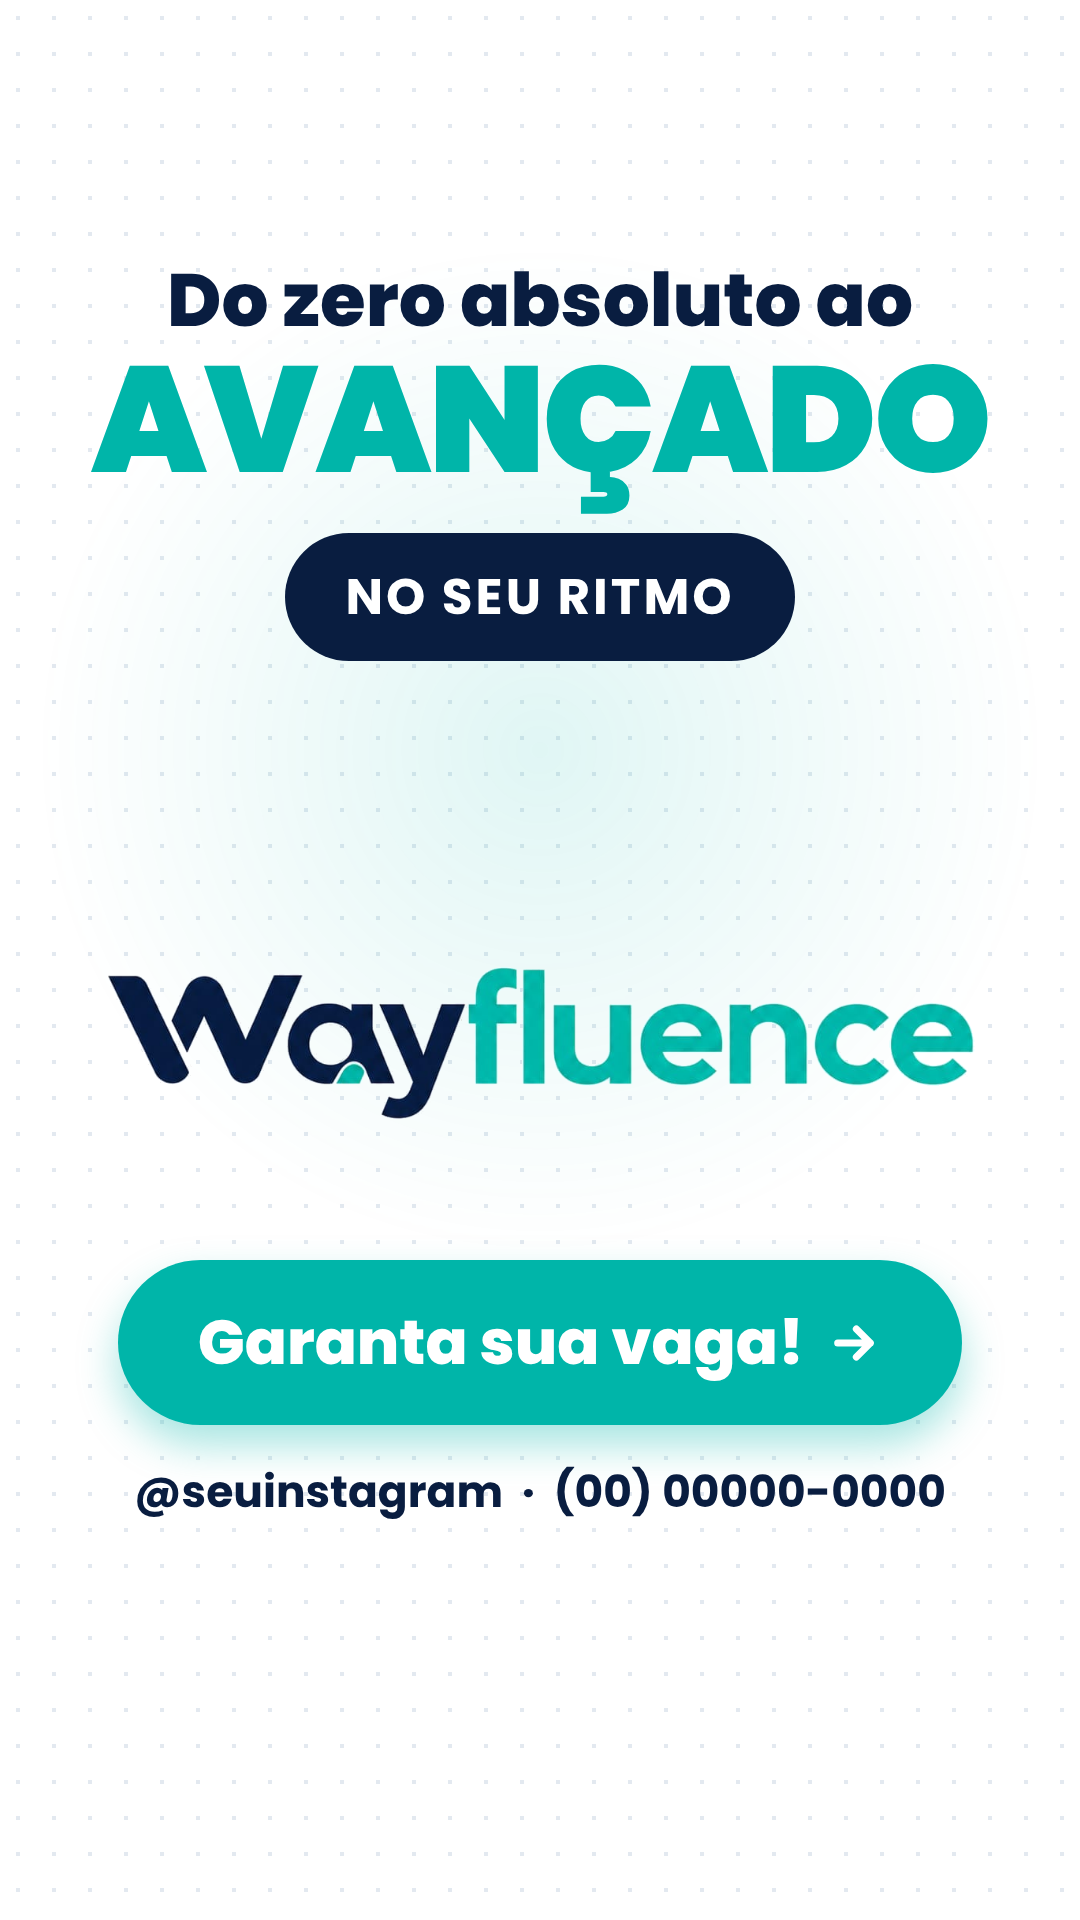 Do zero absoluto ao
AVANÇADO
NO SEU RITMO
Wayfluence
Garanta sua vaga! →
@seuinstagram · (00) 00000-0000